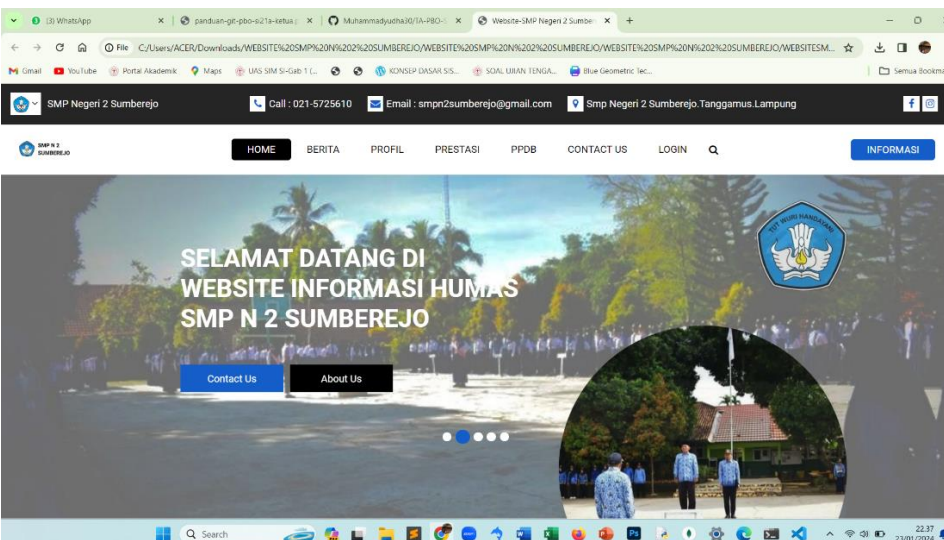 (3) WhatsApp
panduan-git-pbo-si21a-ketua
Muhammadyudha30/TA-PBO-
Website-SMP Negeri 2 Sumber
File
C:/Users/ACER/Downloads/WEBSITE%20SMP%20N%202%20SUMBEREJO/WEBSITE%20SMP%20N%202%20SUMBEREJO/WEBSITE%20SMP%20N%202%20SUMBEREJO/WEBSITESM...
Gmail YouTube Portal Akademik Maps UAS SIM SI-Gab 1 (... KONSEP DASAR SIS... SOAL UJIAN TENGA... Blue Geometric Tec... Semua Bookma
SMP Negeri 2 Sumberejo Call : 021-5725610 Email : smpn2sumberejo@gmail.com Smp Negeri 2 Sumberejo.Tanggamus.Lampung
SMP N 2
SUMBEREJO
HOME BERITA PROFIL PRESTASI PPDB CONTACT US LOGIN INFORMASI
TUT WURI HANDAYANI
SELAMAT DATANG DI
WEBSITE INFORMASI HUMAS
SMP N 2 SUMBEREJO
Contact Us About Us
Search
22.37
23/01/2024